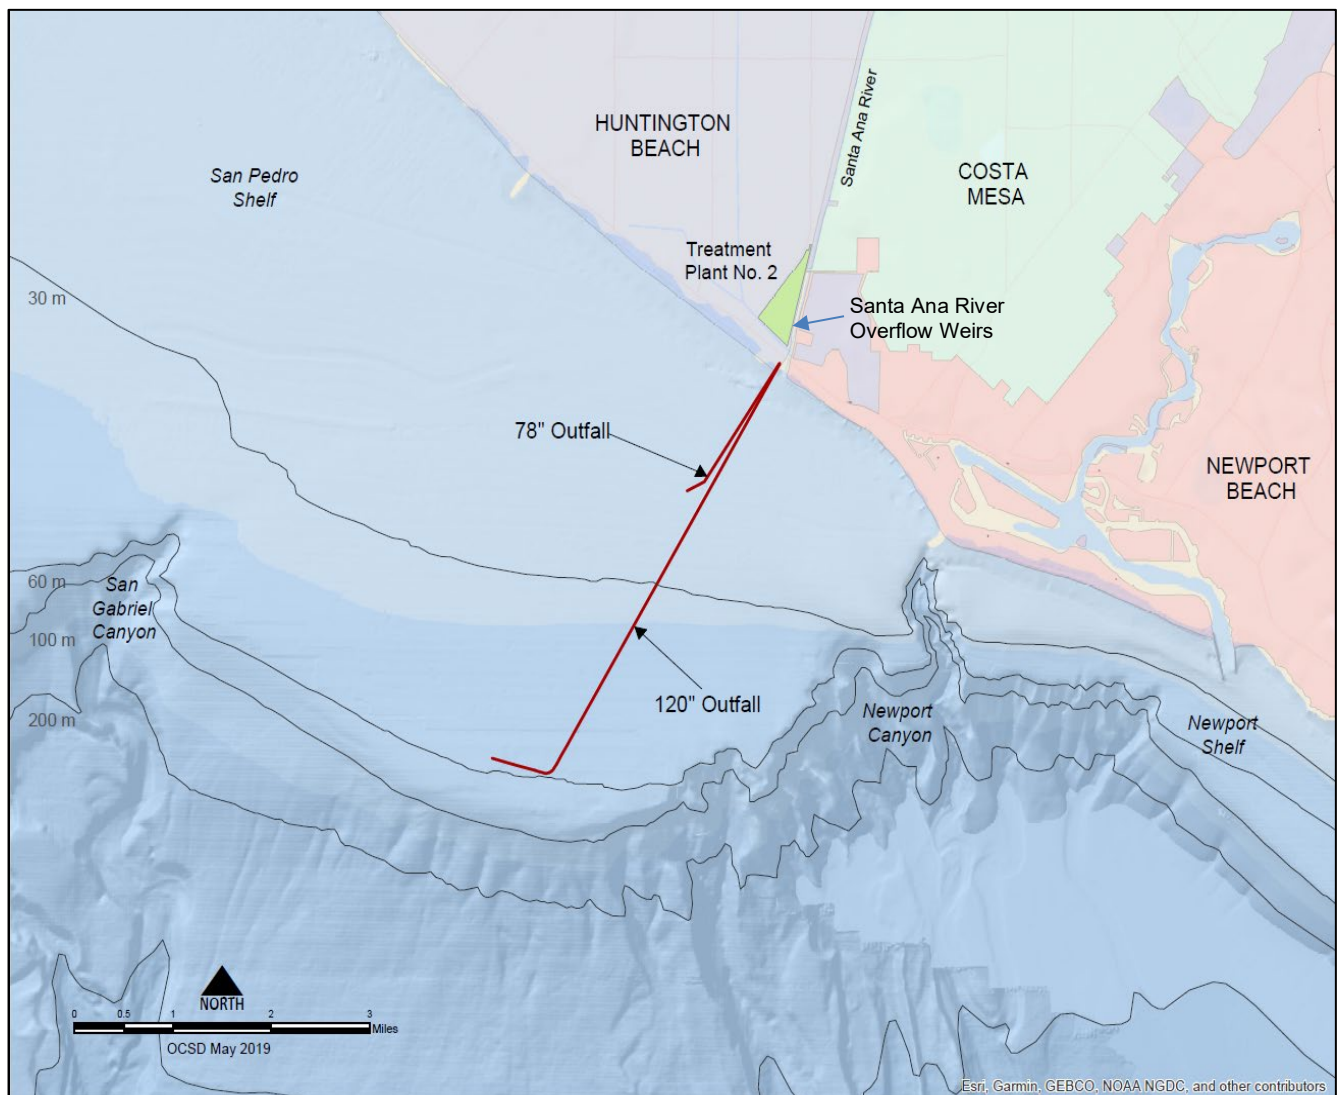 HUNTINGTON
BEACH
Santa Ana River
COSTA
MESA
San Pedro
Shelf
Treatment
Plant No. 2
30 m
Santa Ana River
Overflow Weirs
78" Outfall
NEWPORT
BEACH
60 m
San
Gabriel
Canyon
100 m
120" Outfall
200 m
Newport
Canyon
Newport
Shelf
NORTH
0 0.5 1 2 3
Miles
OCSD May 2019
Esri, Garmin, GEBCO, NOAA NGDC, and other contributors